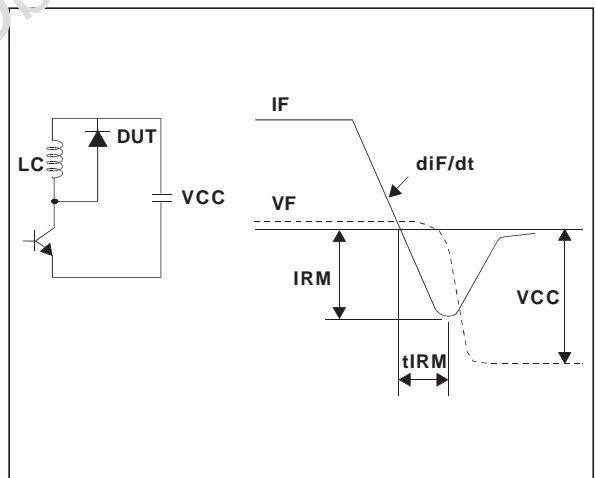 DUT
LC
VCC
IF
diF/dt
VF
IRM
VCC
tIRM